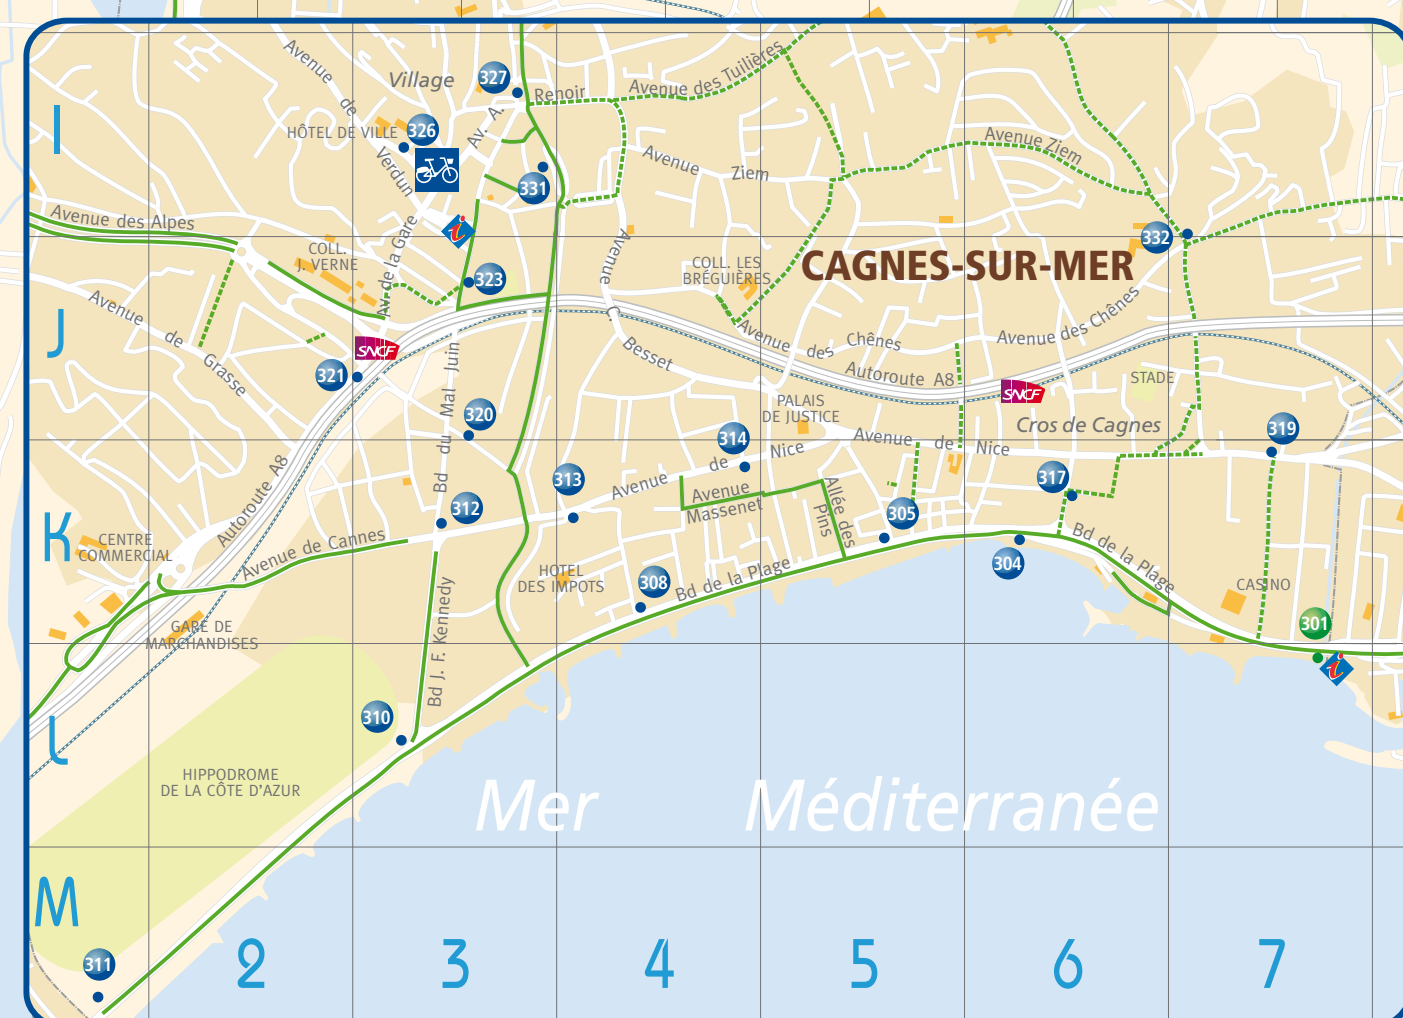 Avenue de
Verdun
Village
327
Renoir
Av. A.
Avenue des Tuilières
I
HÔTEL DE VILLE
326
Avenue Ziem
Avenue Ziem
331
Avenue des Alpes
i
332
COLL.
J. VERNE
Av. de la Gare
323
Avenue C. Besset
COLL. LES
BRÉGUIÈRES
CAGNES-SUR-MER
J
Avenue de Grasse
SNCF
321
Bd du Mal Juin
Avenue des Chênes
Avenue des Chênes
Autoroute A8
SNCF
STADE
320
PALAIS
DE JUSTICE
Cros de Cagnes
319
314
Avenue de Nice
Avenue de Nice
313
317
Autoroute A8
Avenue
Massenet
Allée des
Pins
305
312
K
CENTRE
COMMERCIAL
Avenue de Cannes
HOTEL
DES IMPOTS
308
Bd de la Plage
304
Bd de la Plage
CASINO
301
i
GARE DE
MARCHANDISES
Bd J. F. Kennedy
310
L
HIPPODROME
DE LA CÔTE D'AZUR
Mer Méditerranée
M
311
2 3 4 5 6 7